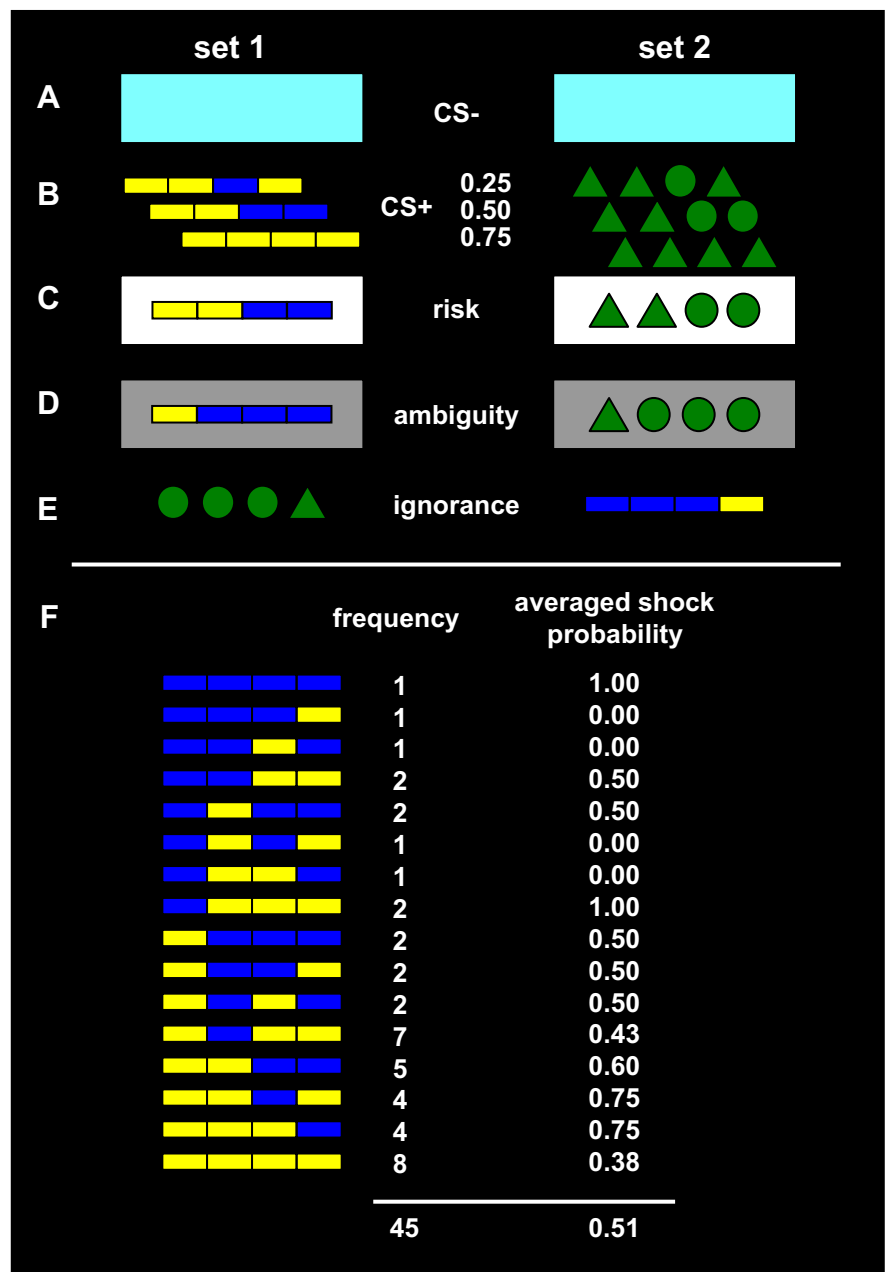 set 1 set 2
A CS-
B CS+ 0.25
0.50
0.75
C risk
D ambiguity
E ignorance
F frequency averaged shock
probability
1 1.00
1 0.00
1 0.00
2 0.50
2 0.50
1 0.00
1 0.00
2 1.00
2 0.50
2 0.50
2 0.50
7 0.43
5 0.60
4 0.75
4 0.75
8 0.38
45 0.51